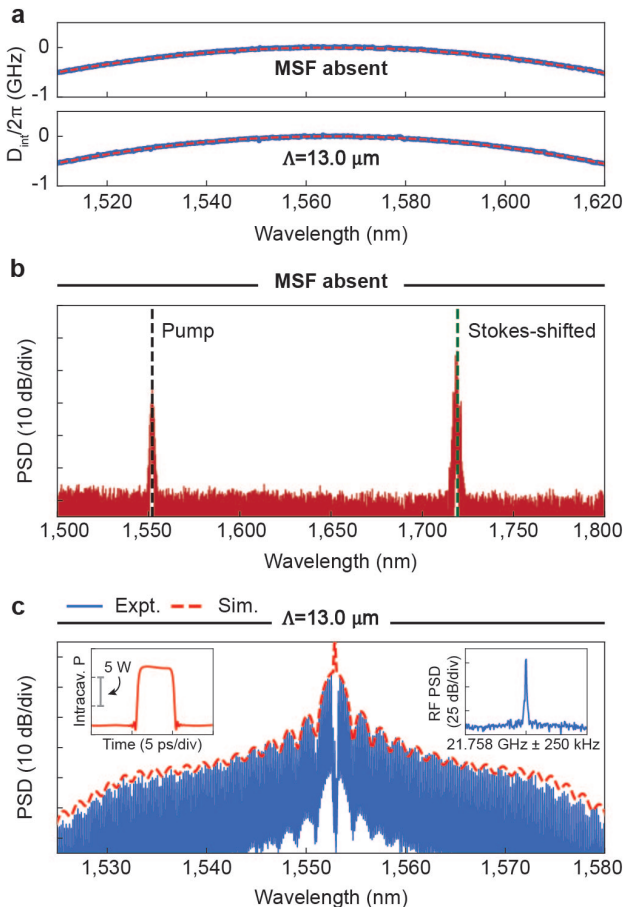 a
0
MSF absent
-1
D_int/2π (GHz)
0
Λ=13.0 μm
-1
1,520 1,540 1,560 1,580 1,600 1,620
Wavelength (nm)
b
MSF absent
Pump
Stokes-shifted
PSD (10 dB/div)
1,500 1,550 1,600 1,650 1,700 1,750 1,800
Wavelength (nm)
c
Expt. Sim.
Λ=13.0 μm
Intracav. P
5 W
Time (5 ps/div)
RF PSD
(25 dB/div)
21.758 GHz ± 250 kHz
PSD (10 dB/div)
1,530 1,540 1,550 1,560 1,570 1,580
Wavelength (nm)